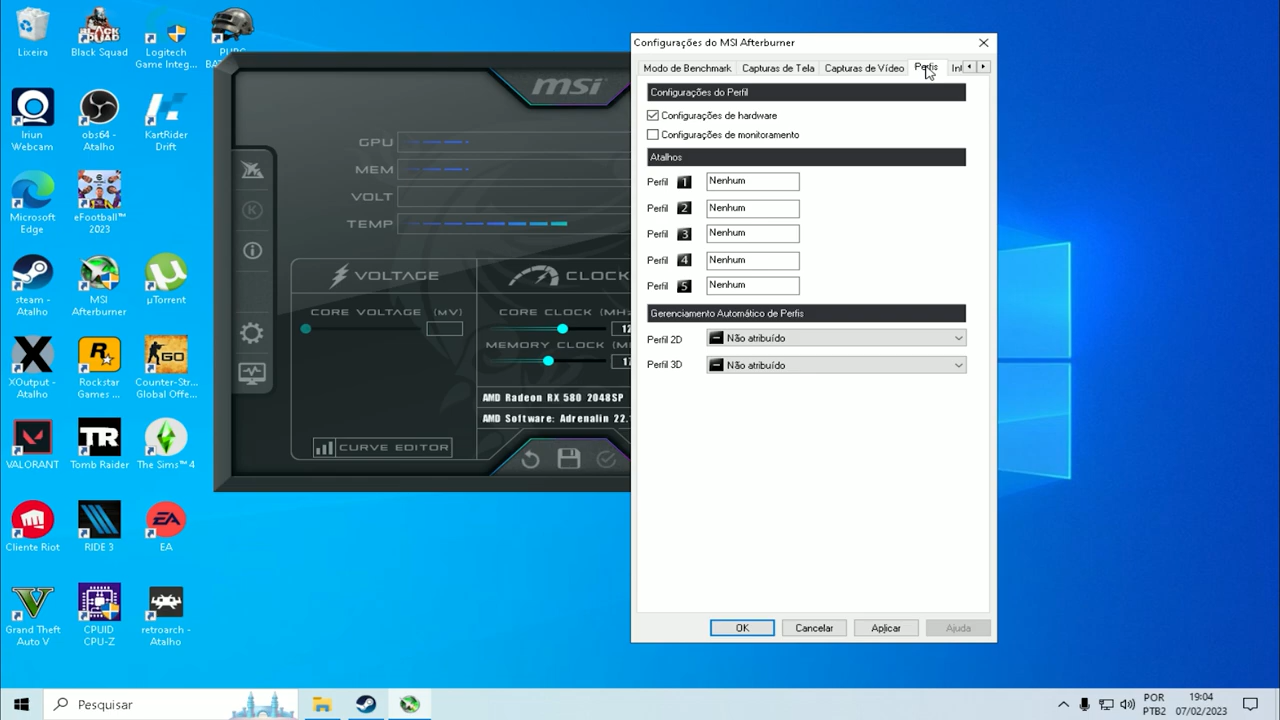 Lixeira
Black Squad
Logitech
Game Integ...
PUBG
Iriun
Webcam
obs64 -
Atalho
KartRider
Drift
Microsoft
Edge
eFootball™
2023
steam -
Atalho
MSI
Afterburner
µTorrent
XOutput -
Atalho
Rockstar
Games ...
Counter-Str...
Global Offe...
VALORANT
Tomb Raider
The Sims™ 4
Cliente Riot
RIDE 3
EA
Grand Theft
Auto V
CPUID
CPU-Z
retroarch -
Atalho
msi
GPU
MEM
VOLT
TEMP
VOLTAGE
CORE VOLTAGE (MV)
CURVE EDITOR
CLOCK
CORE CLOCK (MHz
MEMORY CLOCK (M
AMD Radeon RX 580 2048SP
AMD Software: Adrenalin 22.
Configurações do MSI Afterburner
Modo de Benchmark
Capturas de Tela
Capturas de Vídeo
Perfis
Configurações do Perfil
Configurações de hardware
Configurações de monitoramento
Atalhos
Perfil 1 Nenhum
Perfil 2 Nenhum
Perfil 3 Nenhum
Perfil 4 Nenhum
Perfil 5 Nenhum
Gerenciamento Automático de Perfis
Perfil 2D Não atribuído
Perfil 3D Não atribuído
OK Cancelar Aplicar Ajuda
Pesquisar
POR
PTB2
19:04
07/02/2023